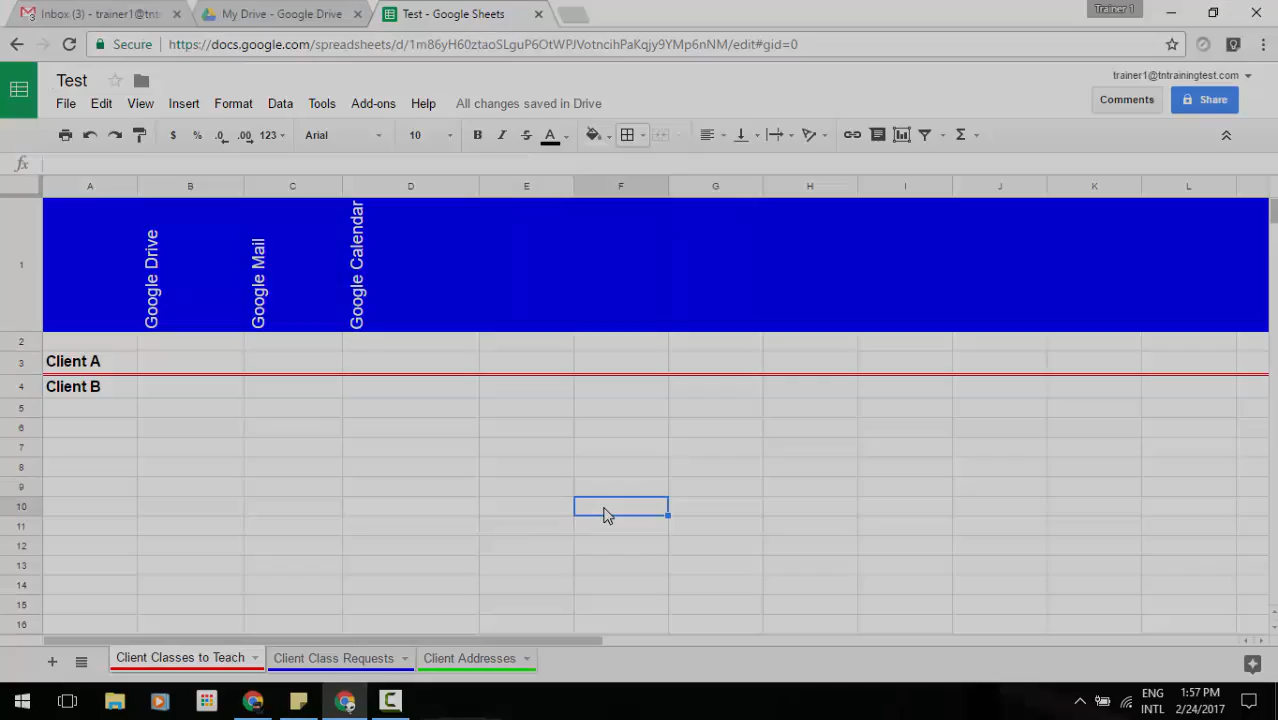 Inbox (3) - trainer1@tnt
My Drive - Google Drive
Test - Google Sheets
Trainer 1
Secure
https://docs.google.com/spreadsheets/d/1m86yH60ztaoSLguP6OtWPJVotncihPaKqjy9YMp6nNM/edit#gid=0
Test
trainer1@tntrainingtest.com
File Edit View Insert Format Data Tools Add-ons Help All changes saved in Drive
Comments
Share
$ % .0 .00 123 Arial 10 B I S A Σ
fx
A B C D E F G H I J K L
1
Google Drive
Google Mail
Google Calendar
2
3 Client A
4 Client B
5
6
7
8
9
10
11
12
13
14
15
16
Client Classes to Teach
Client Class Requests
Client Addresses
ENG 1:57 PM
INTL 2/24/2017